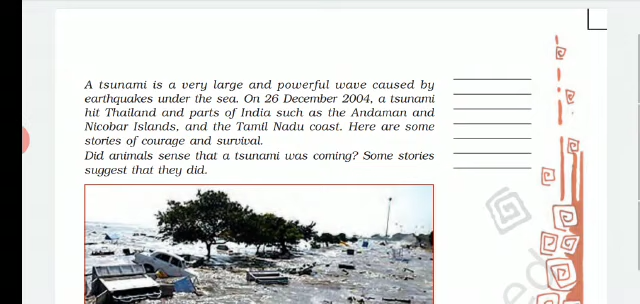 A tsunami is a very large and powerful wave caused by
earthquakes under the sea. On 26 December 2004, a tsunami
hit Thailand and parts of India such as the Andaman and
Nicobar Islands, and the Tamil Nadu coast. Here are some
stories of courage and survival.
Did animals sense that a tsunami was coming? Some stories
suggest that they did.